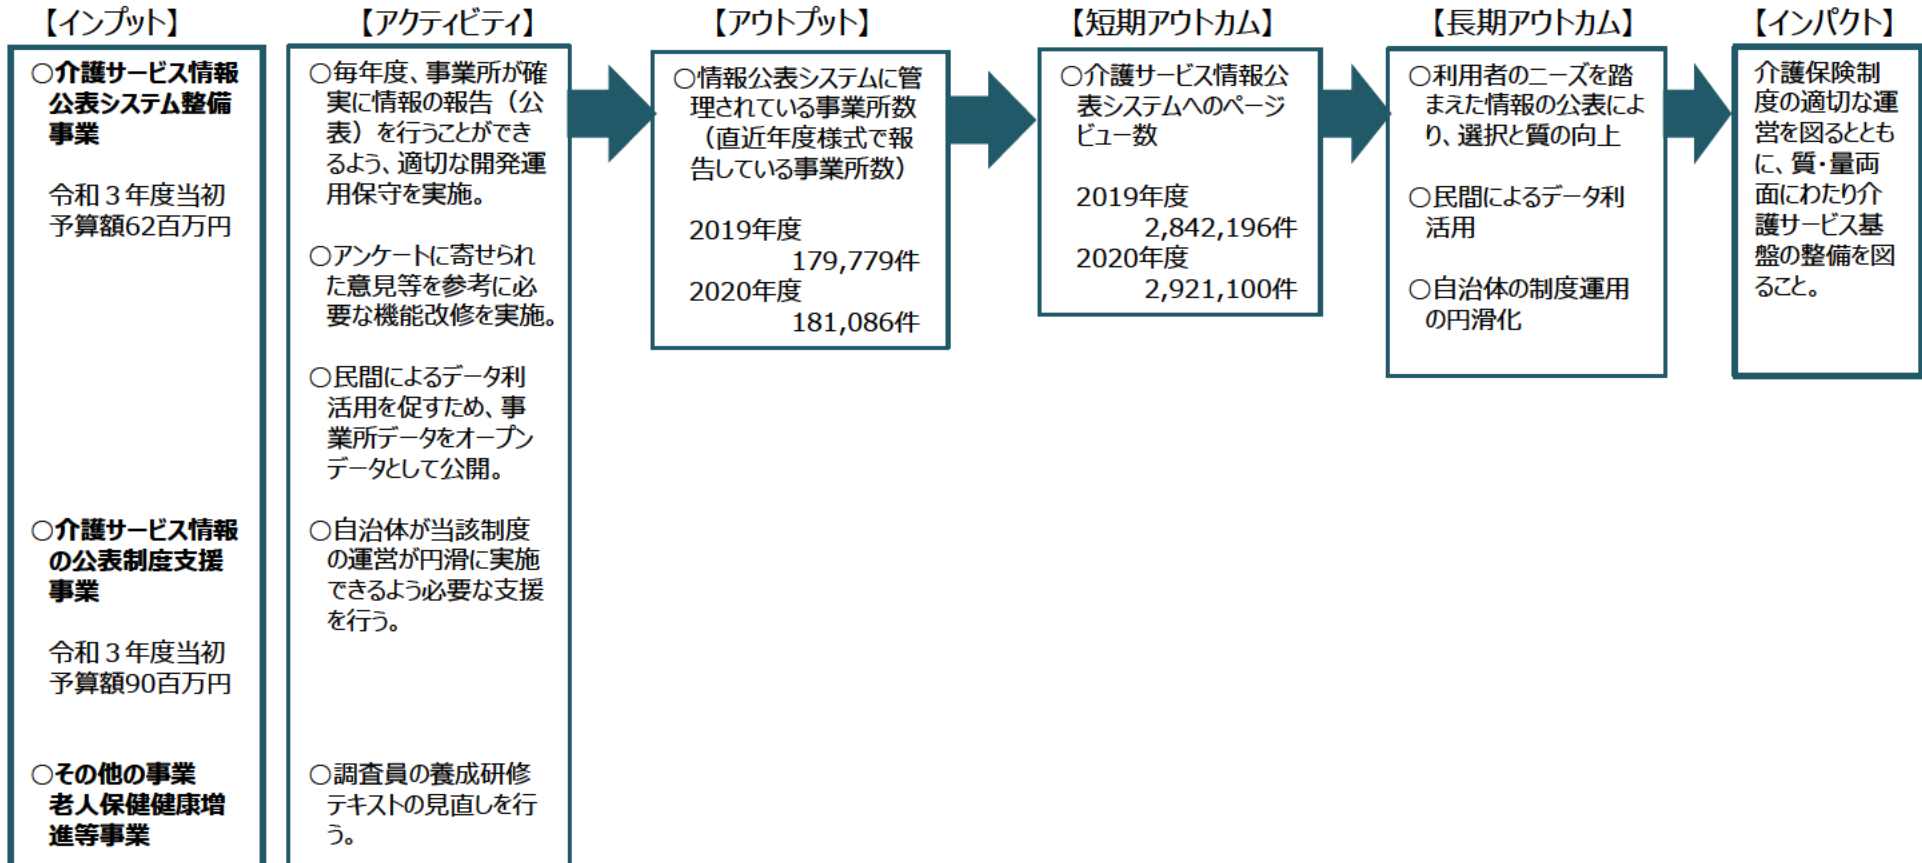 【インプット】
○介護サービス情報
公表システム整備
事業
令和３年度当初
予算額62百万円
○介護サービス情報
の公表制度支援
事業
令和３年度当初
予算額90百万円
○その他の事業
老人保健健康増
進等事業
【アクティビティ】
○毎年度、事業所が確
実に情報の報告（公
表）を行うことができ
るよう、適切な開発運
用保守を実施。
○アンケートに寄せられ
た意見等を参考に必
要な機能改修を実施。
○民間によるデータ利
活用を促すため、事
業所データをオープン
データとして公開。
○自治体が当該制度
の運営が円滑に実施
できるよう必要な支援
を行う。
○調査員の養成研修
テキストの見直しを行
う。
【アウトプット】
○情報公表システムに管
理されている事業所数
（直近年度様式で報
告している事業所数）
2019年度
179,779件
2020年度
181,086件
【短期アウトカム】
○介護サービス情報公
表システムへのページ
ビュー数
2019年度
2,842,196件
2020年度
2,921,100件
【長期アウトカム】
○利用者のニーズを踏
まえた情報の公表によ
り、選択と質の向上
○民間によるデータ利
活用
○自治体の制度運用
の円滑化
【インパクト】
介護保険制
度の適切な運
営を図るととも
に、質・量両
面にわたり介
護サービス基
盤の整備を図
ること。